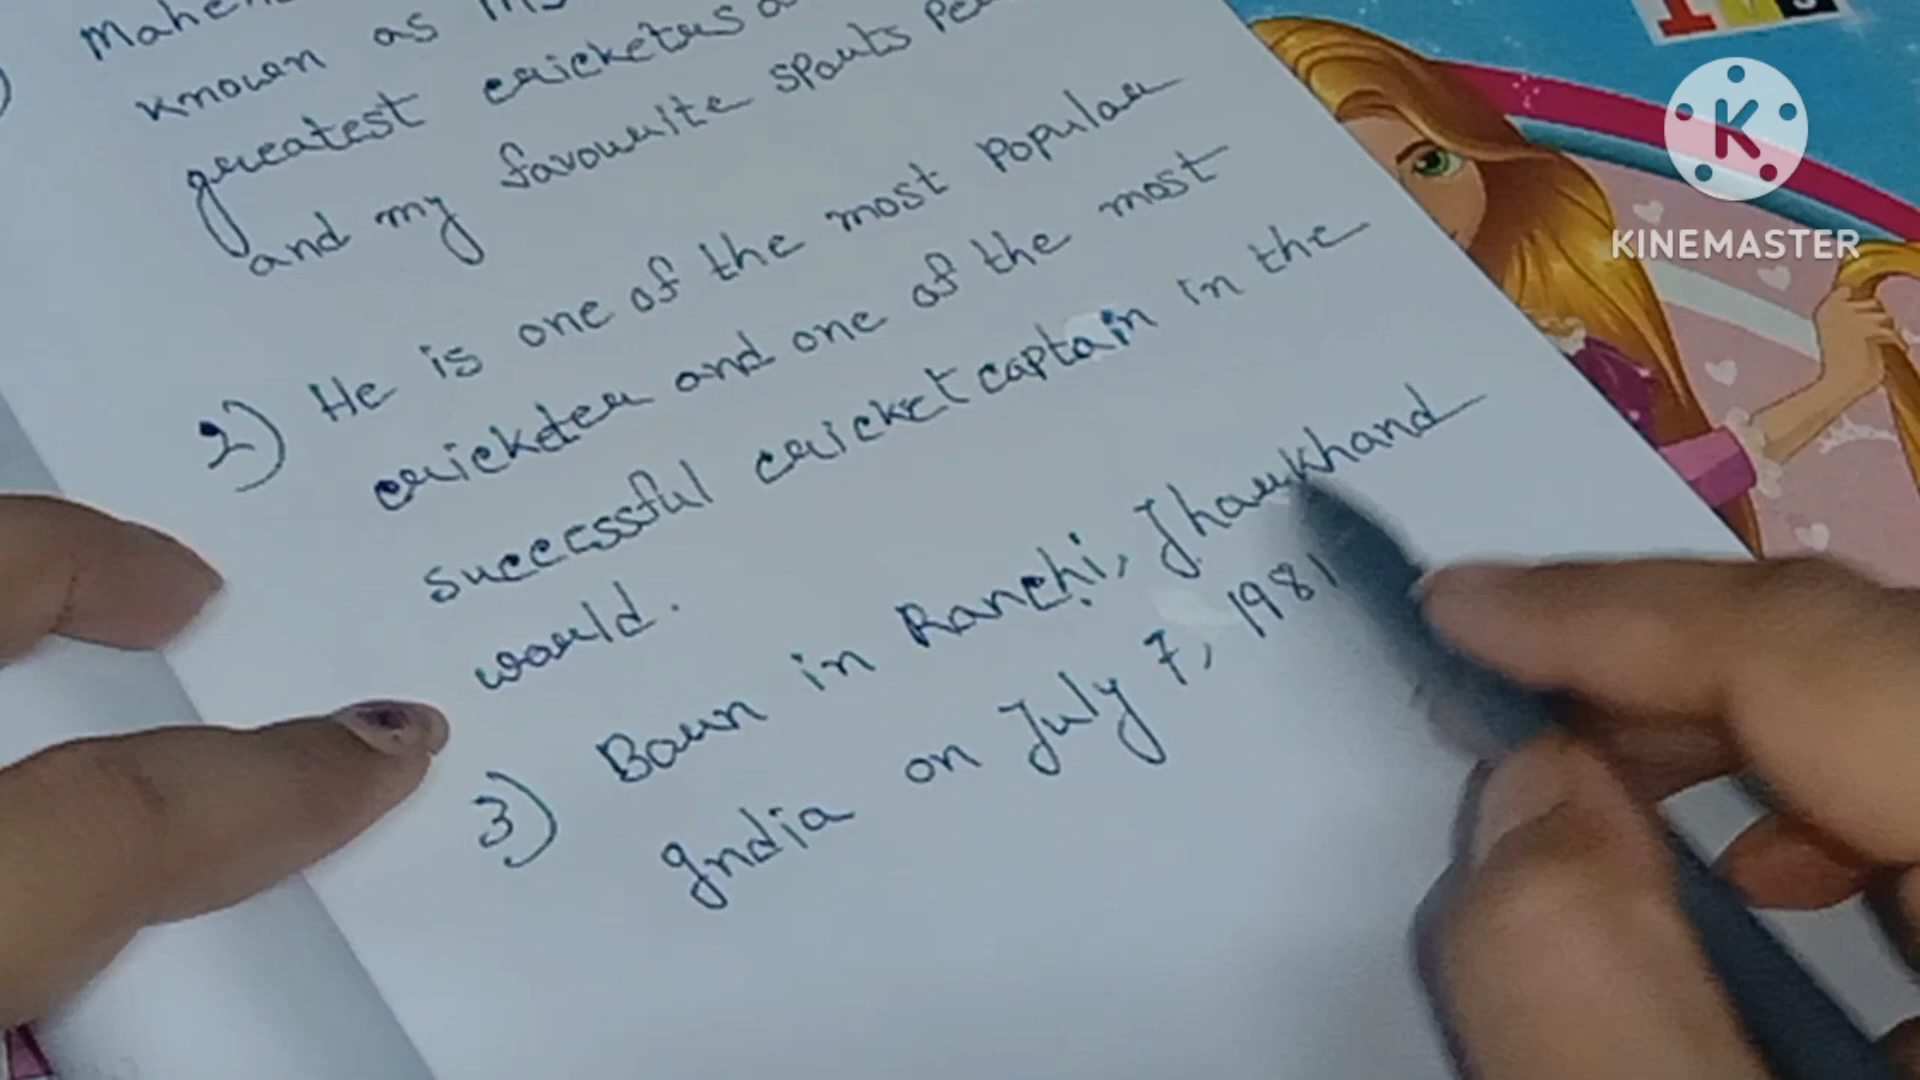 known as
greatest cricketers
and my favourite sports
2) He is one of the most popular
cricketer and one of the most
successful cricket captain in the
world.
3) Born in Ranchi, Jharkhand
India on July 7, 1981
KINEMASTER